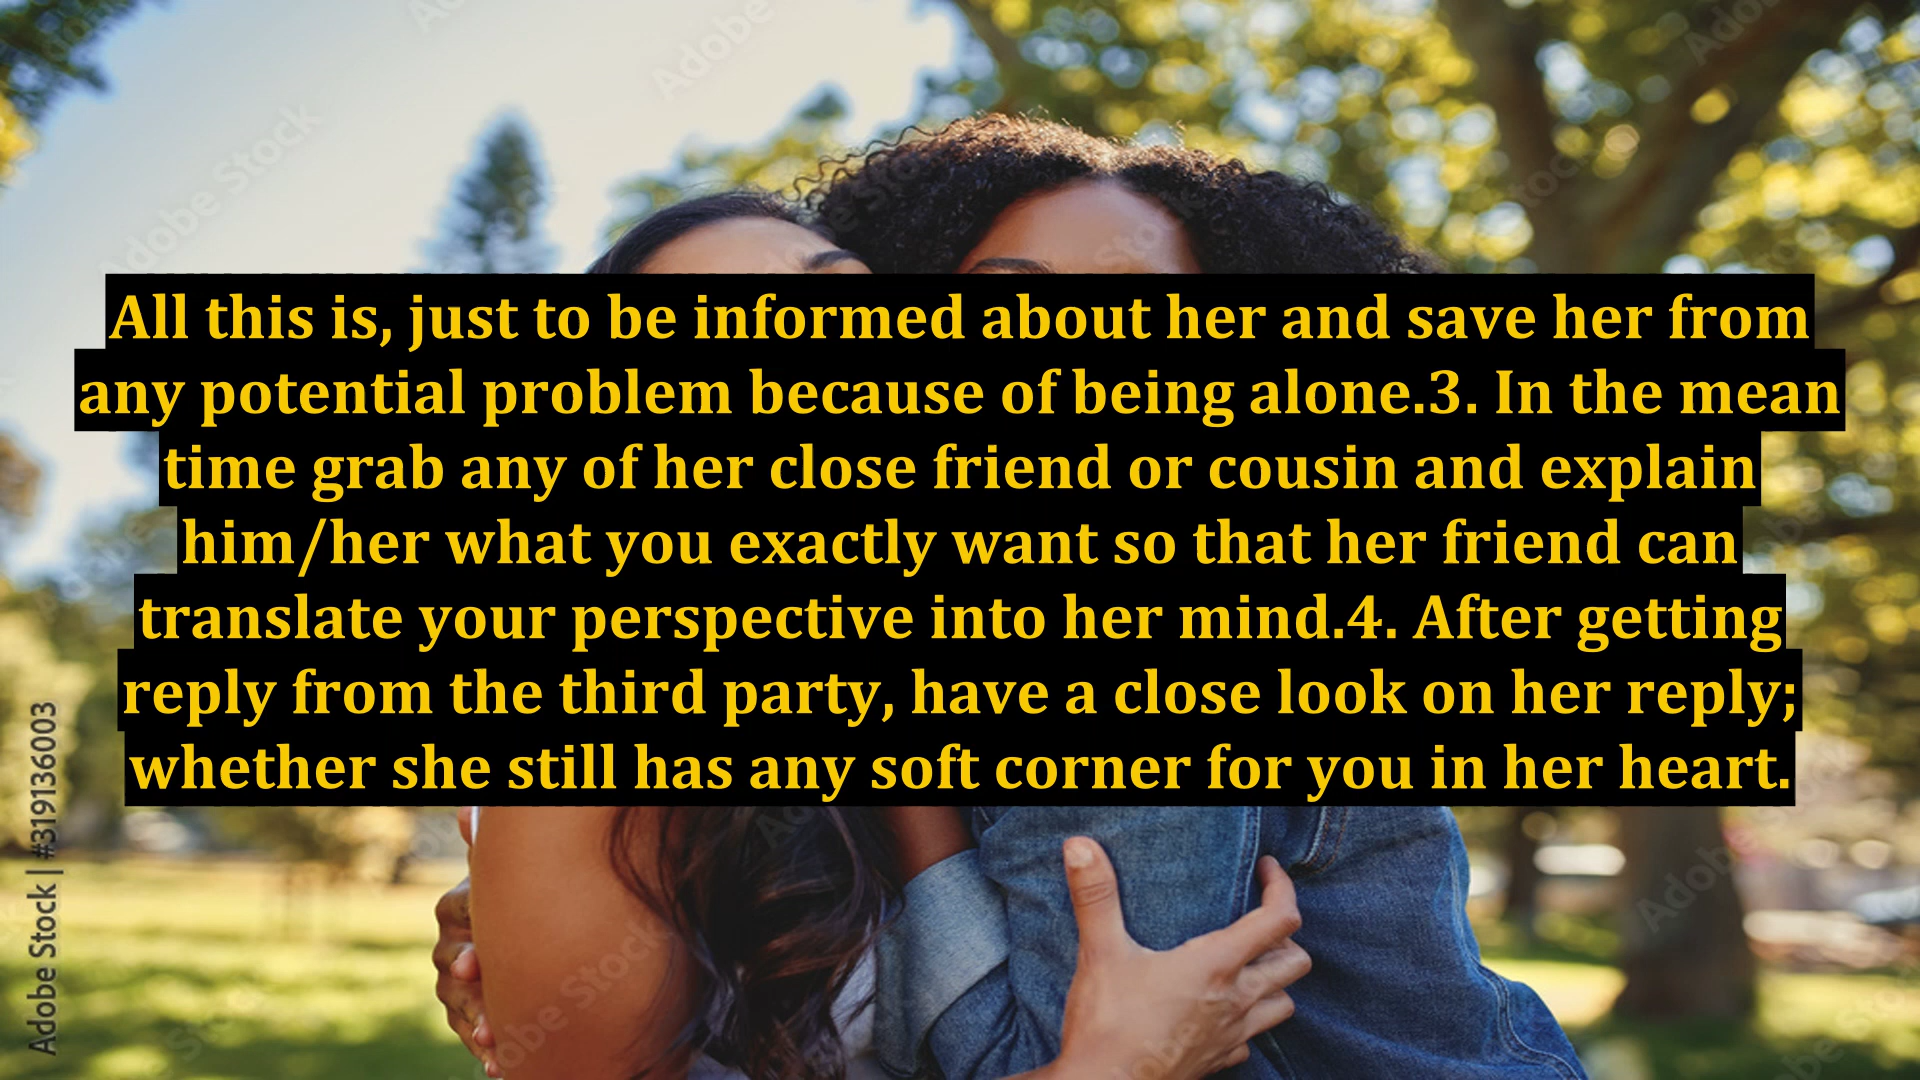 All this is, just to be informed about her and save her from
any potential problem because of being alone.3. In the mean
time grab any of her close friend or cousin and explain
him/her what you exactly want so that her friend can
translate your perspective into her mind.4. After getting
reply from the third party, have a close look on her reply;
whether she still has any soft corner for you in her heart.
Adobe Stock | #319136003
Adobe Stock
Adobe Stock